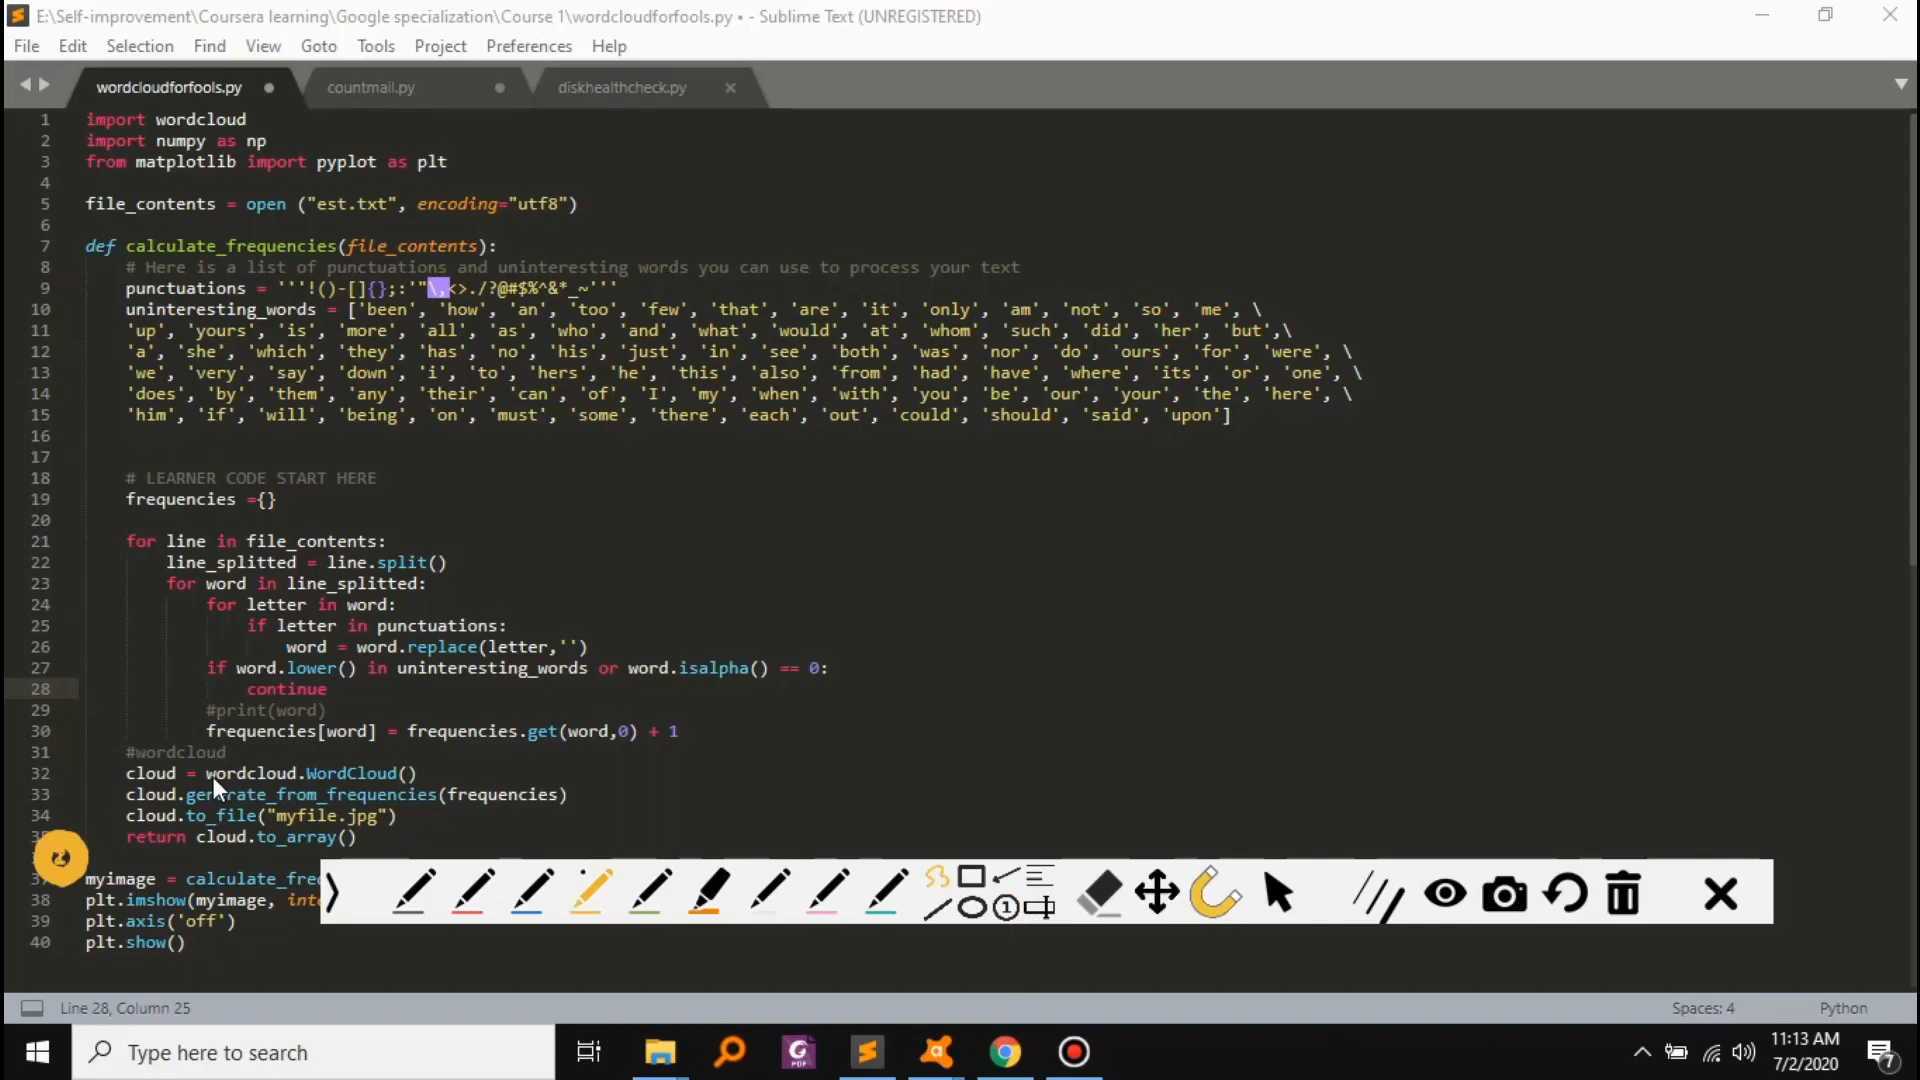 E:\Self-improvement\Coursera learning\Google specialization\Course 1\wordcloudforfools.py • - Sublime Text (UNREGISTERED)
File Edit Selection Find View Goto Tools Project Preferences Help
wordcloudforfools.py countmail.py diskhealthcheck.py
1 import wordcloud
2 import numpy as np
3 from matplotlib import pyplot as plt
4
5 file_contents = open ("est.txt", encoding="utf8")
6
7 def calculate_frequencies(file_contents):
8 # Here is a list of punctuations and uninteresting words you can use to process your text
9 punctuations = '''!()-[]{};:'"\,<>./?@#$%^&*_~'''
10 uninteresting_words = ['been', 'how', 'an', 'too', 'few', 'that', 'are', 'it', 'only', 'am', 'not', 'so', 'me', \
11 'up', 'yours', 'is', 'more', 'all', 'as', 'who', 'and', 'what', 'would', 'at', 'whom', 'such', 'did', 'her', 'but',\
12 'a', 'she', 'which', 'they', 'has', 'no', 'his', 'just', 'in', 'see', 'both', 'was', 'nor', 'do', 'ours', 'for', 'were', \
13 'we', 'very', 'say', 'down', 'i', 'to', 'hers', 'he', 'this', 'also', 'from', 'had', 'have', 'where', 'its', 'or', 'one', \
14 'does', 'by', 'them', 'any', 'their', 'can', 'of', 'I', 'my', 'when', 'with', 'you', 'be', 'our', 'your', 'the', 'here', \
15 'him', 'if', 'will', 'being', 'on', 'must', 'some', 'there', 'each', 'out', 'could', 'should', 'said', 'upon']
16
17
18 # LEARNER CODE START HERE
19 frequencies ={}
20
21 for line in file_contents:
22 line_splitted = line.split()
23 for word in line_splitted:
24 for letter in word:
25 if letter in punctuations:
26 word = word.replace(letter,'')
27 if word.lower() in uninteresting_words or word.isalpha() == 0:
28 continue
29 #print(word)
30 frequencies[word] = frequencies.get(word,0) + 1
31 #wordcloud
32 cloud = wordcloud.WordCloud()
33 cloud.generate_from_frequencies(frequencies)
34 cloud.to_file("myfile.jpg")
return cloud.to_array()
myimage = calculate_fre
38 plt.imshow(myimage, int
39 plt.axis('off')
40 plt.show()
Line 28, Column 25 Spaces: 4 Python
Type here to search
11:13 AM
7/2/2020
7